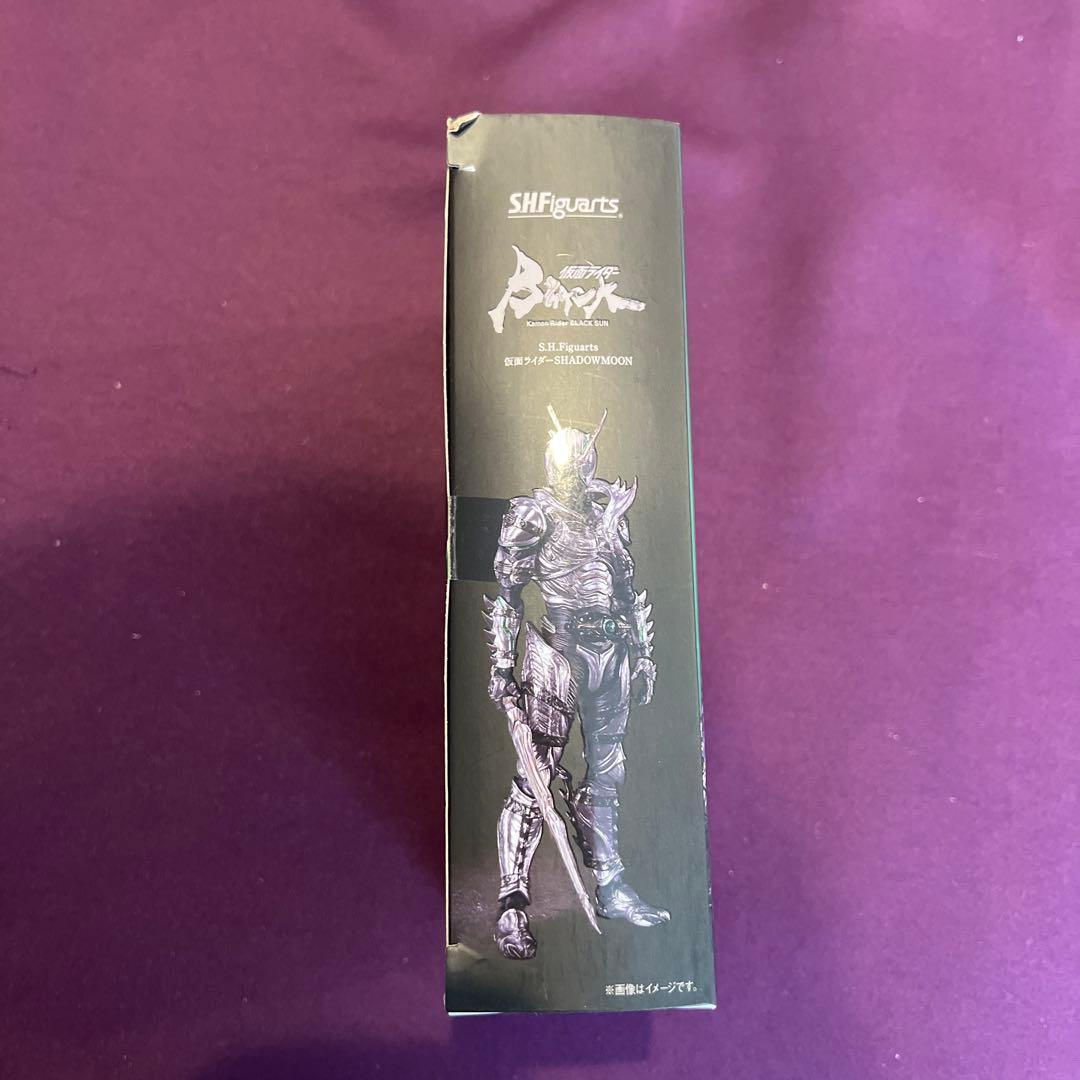 S.H.Figuarts
仮面ライダー
BLACK SUN
Kamen Rider BLACK SUN
S.H.Figuarts
仮面ライダーSHADOWMOON
※画像はイメージです。